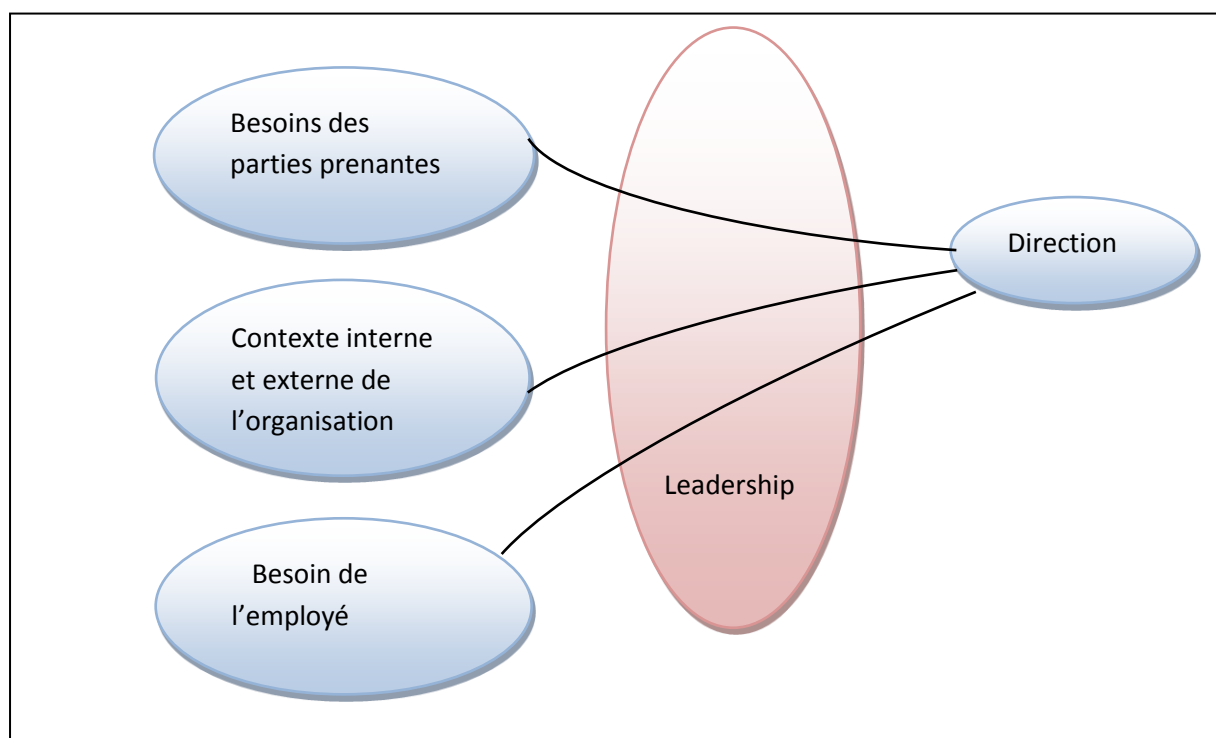 Besoins des
parties prenantes
Direction
Contexte interne
et externe de
l’organisation
Leadership
Besoin de
l’employé